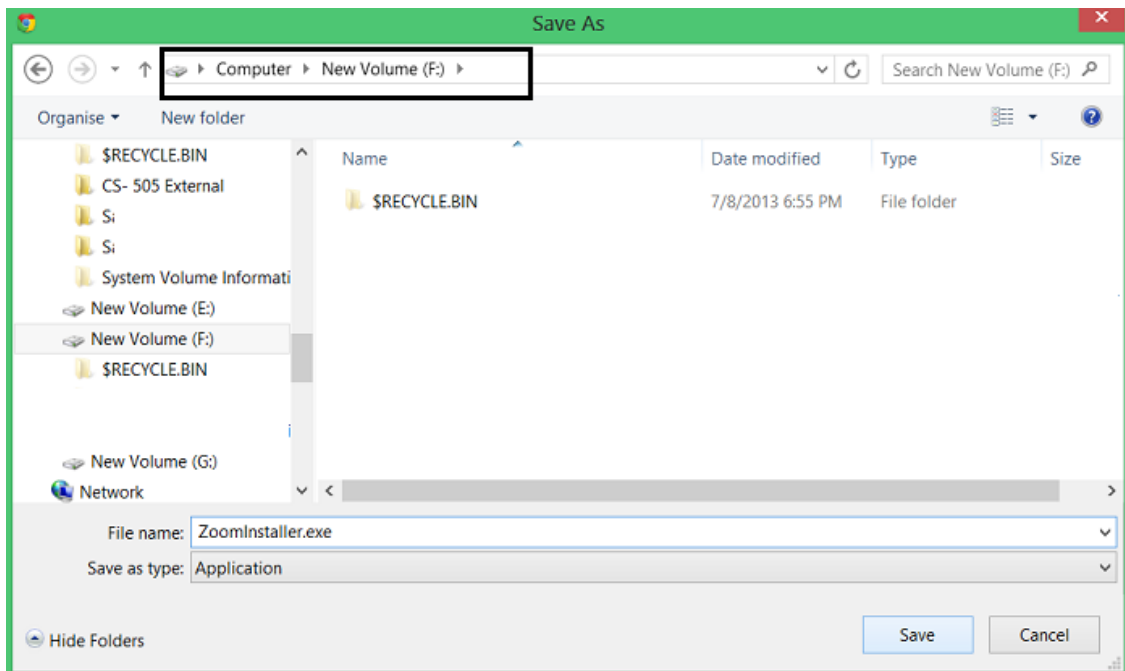 Save As
Computer New Volume (F:)
Search New Volume (F:)
Organise New folder
$RECYCLE.BIN
CS- 505 External
Si
Si
System Volume Informati
New Volume (E:)
New Volume (F:)
$RECYCLE.BIN
New Volume (G:)
Network
Name Date modified Type Size
$RECYCLE.BIN 7/8/2013 6:55 PM File folder
File name: ZoomInstaller.exe
Save as type: Application
Hide Folders
Save Cancel